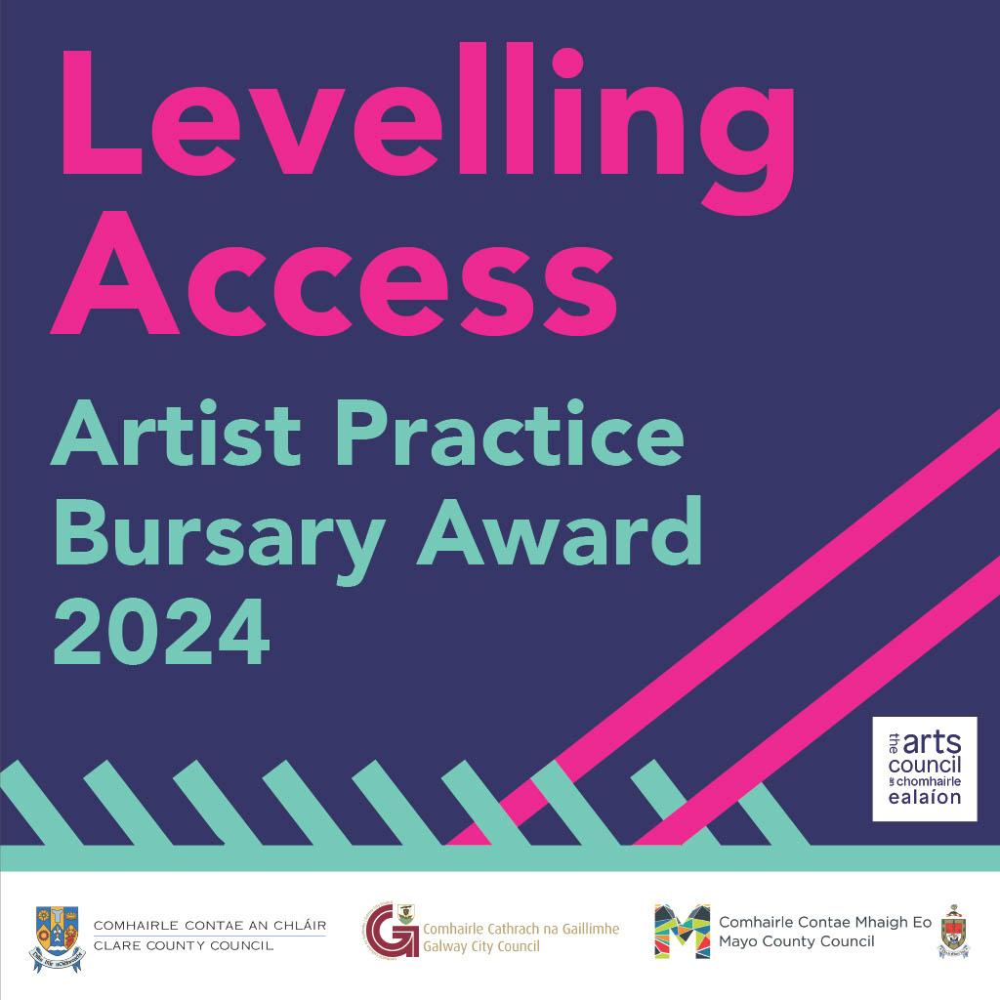 Levelling
Access
Artist Practice
Bursary Award
2024
the arts
council
an chomhairle
ealaíon
COMHAIRLE CONTAE AN CHLÁIR
CLARE COUNTY COUNCIL
Comhairle Cathrach na Gaillimhe
Galway City Council
Comhairle Contae Mhaigh Eo
Mayo County Council